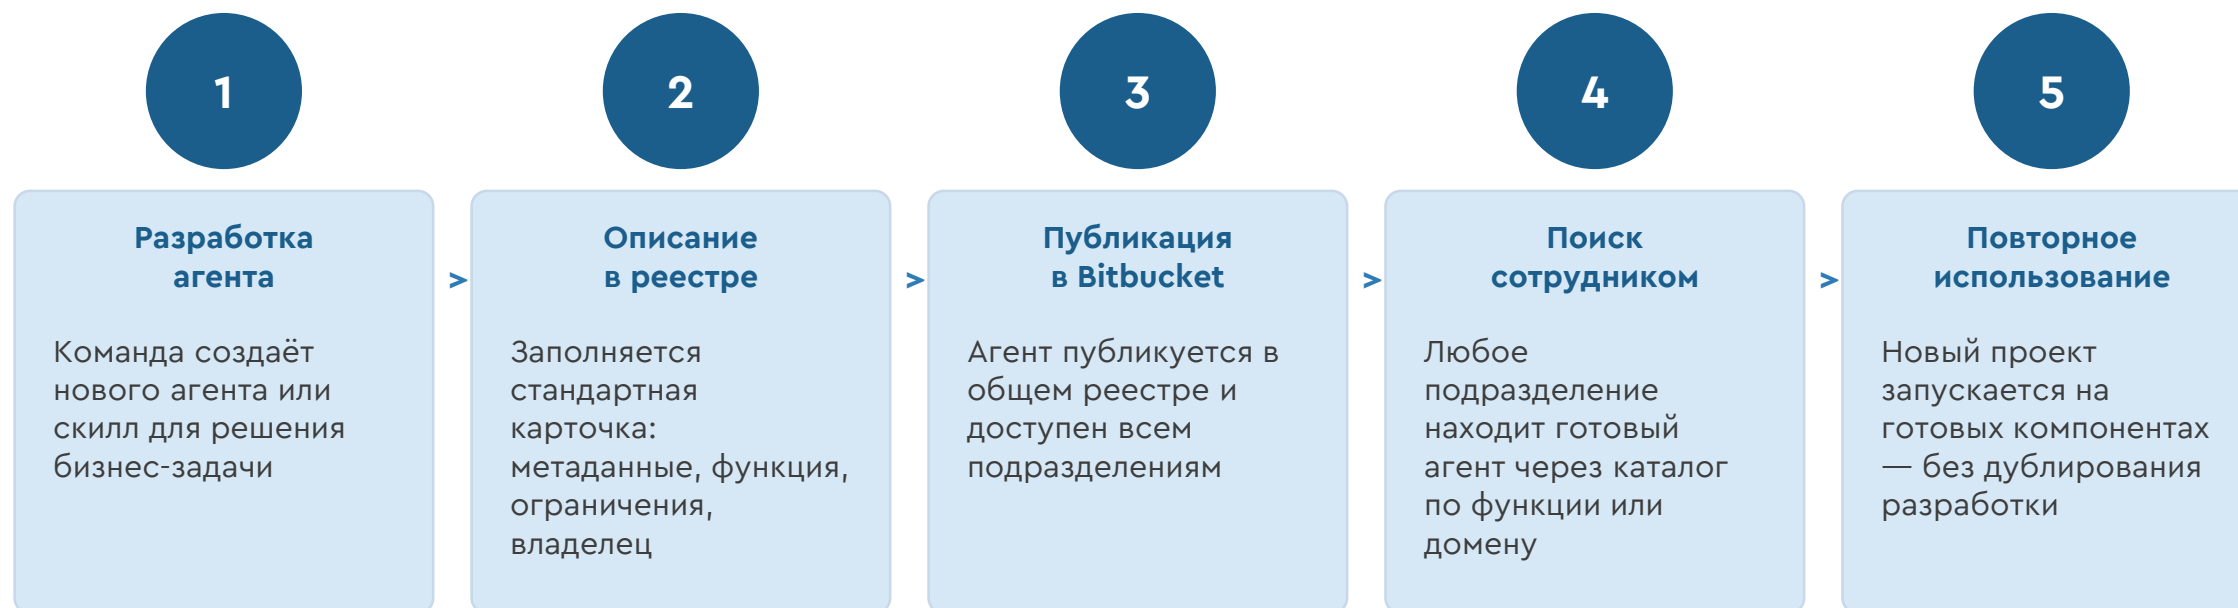 1
2
3
4
5
Разработка
агента
Команда создаёт
нового агента или
скилл для решения
бизнес-задачи
>
Описание
в реестре
Заполняется
стандартная
карточка:
метаданные, функция,
ограничения,
владелец
>
Публикация
в Bitbucket
Агент публикуется в
общем реестре и
доступен всем
подразделениям
>
Поиск
сотрудником
Любое
подразделение
находит готовый
агент через каталог
по функции или
домену
>
Повторное
использование
Новый проект
запускается на
готовых компонентах
— без дублирования
разработки